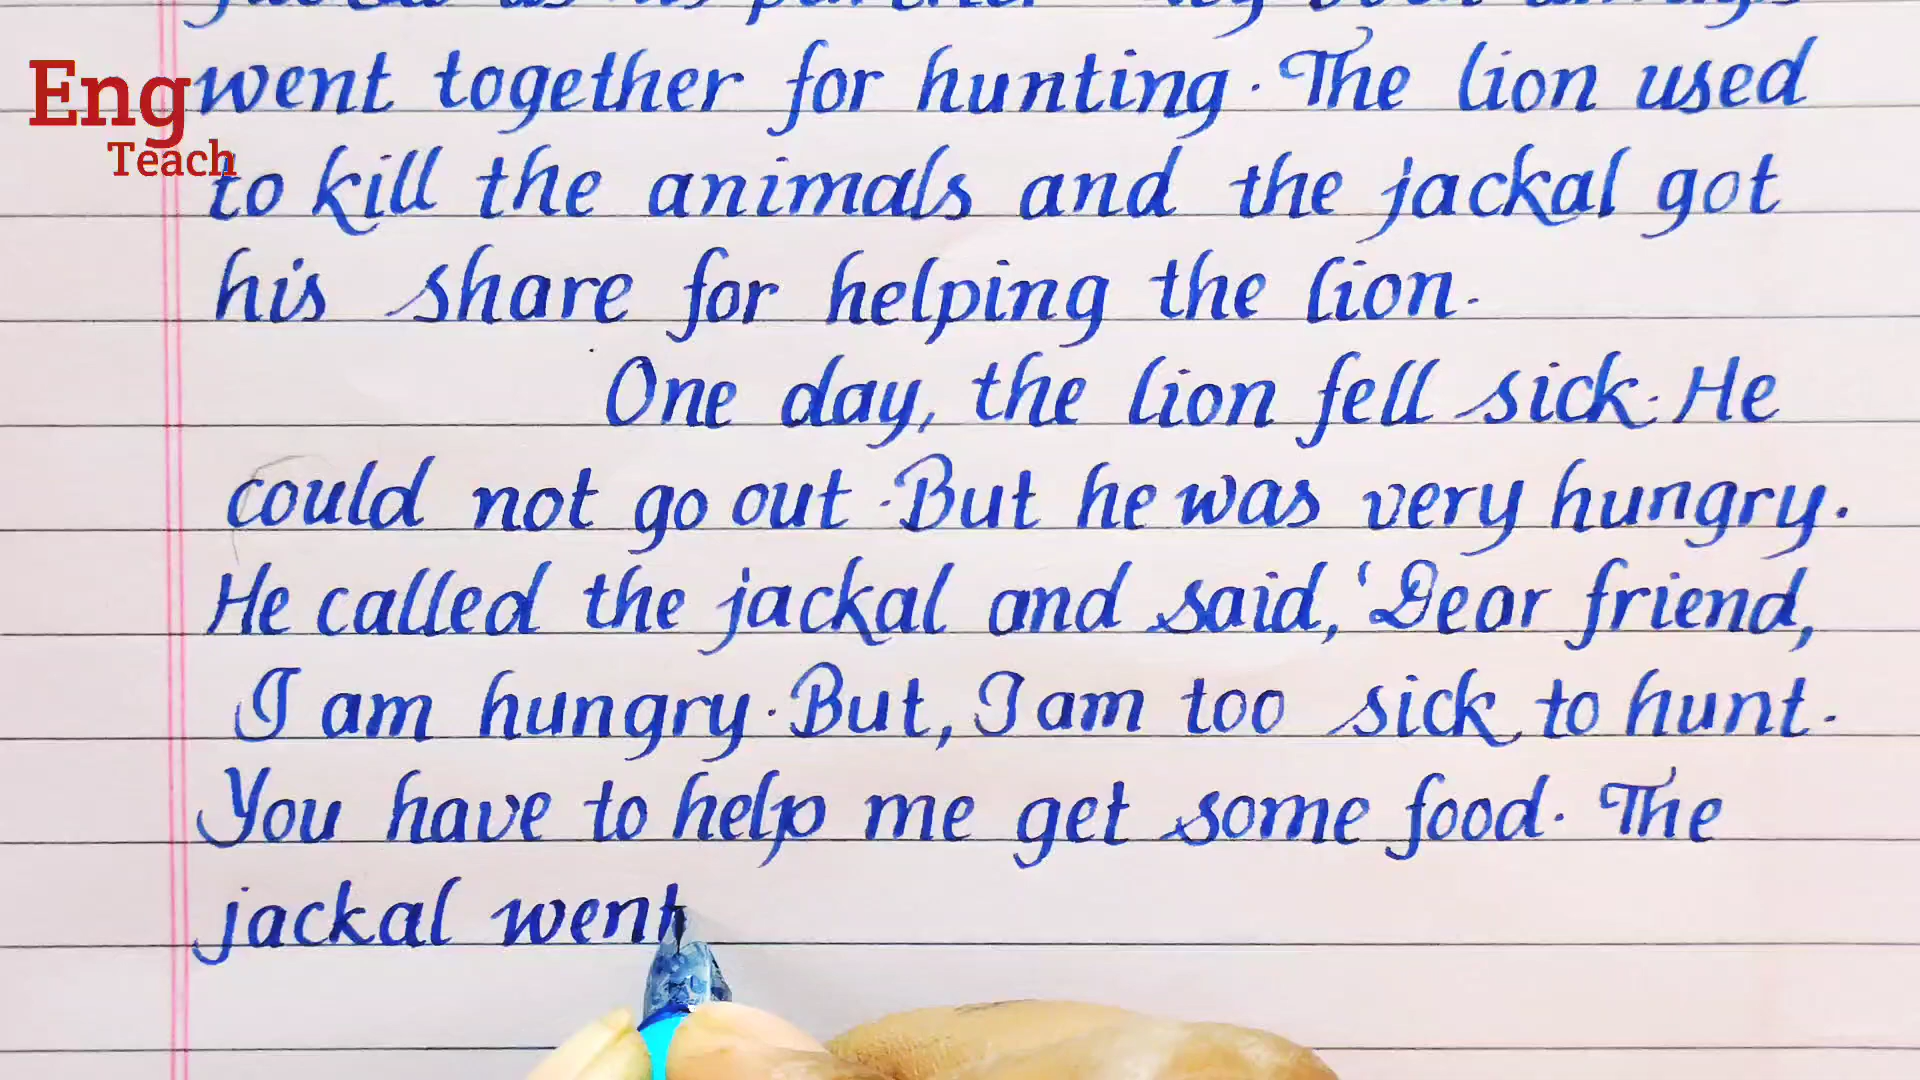 Eng
Teach
went together for hunting. The lion used
to kill the animals and the jackal got
his share for helping the lion.
One day, the lion fell sick. He
could not go out. But he was very hungry.
He called the jackal and said, 'Dear friend,
I am hungry. But, I am too sick to hunt.
You have to help me get some food. The
jackal went